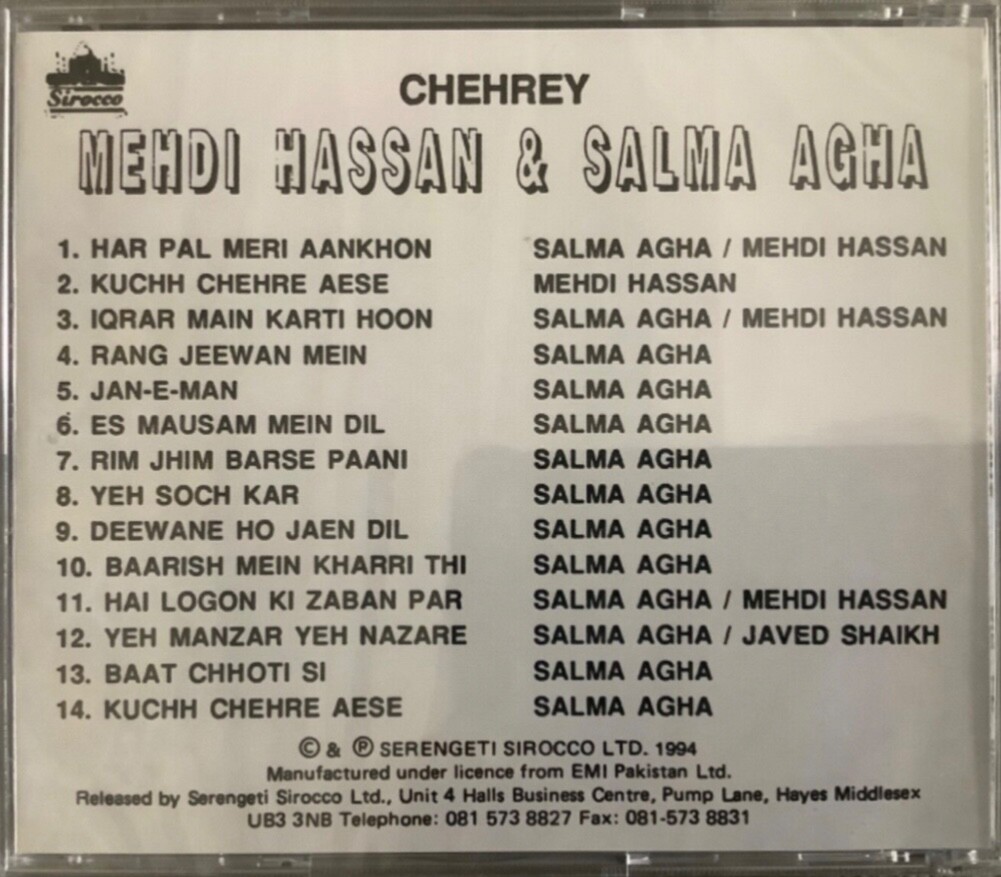 Sirocco
CHEHREY
MEHDI HASSAN & SALMA AGHA
1. HAR PAL MERI AANKHON SALMA AGHA / MEHDI HASSAN
2. KUCHH CHEHRE AESE MEHDI HASSAN
3. IQRAR MAIN KARTI HOON SALMA AGHA / MEHDI HASSAN
4. RANG JEEWAN MEIN SALMA AGHA
5. JAN-E-MAN SALMA AGHA
6. ES MAUSAM MEIN DIL SALMA AGHA
7. RIM JHIM BARSE PAANI SALMA AGHA
8. YEH SOCH KAR SALMA AGHA
9. DEEWANE HO JAEN DIL SALMA AGHA
10. BAARISH MEIN KHARRI THI SALMA AGHA
11. HAI LOGON KI ZABAN PAR SALMA AGHA / MEHDI HASSAN
12. YEH MANZAR YEH NAZARE SALMA AGHA / JAVED SHAIKH
13. BAAT CHHOTI SI SALMA AGHA
14. KUCHH CHEHRE AESE SALMA AGHA
© & ℗ SERENGETI SIROCCO LTD. 1994
Manufactured under licence from EMI Pakistan Ltd.
Released by Serengeti Sirocco Ltd., Unit 4 Halls Business Centre, Pump Lane, Hayes Middlesex
UB3 3NB Telephone: 081 573 8827 Fax: 081-573 8831